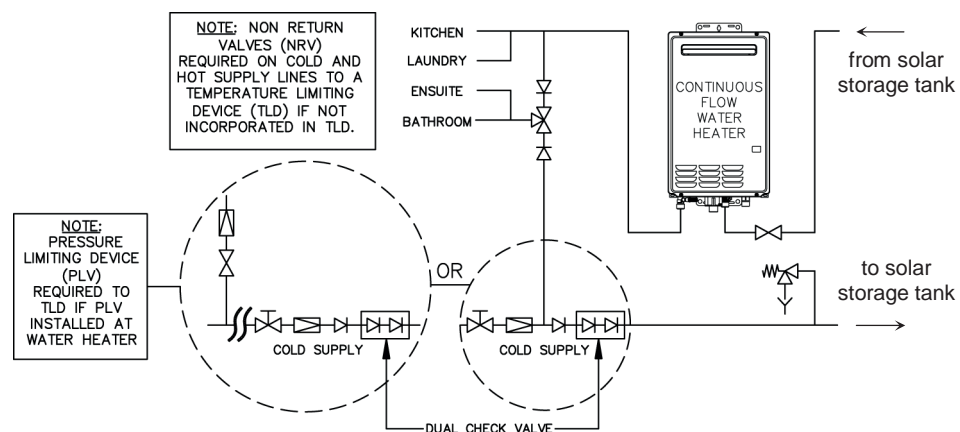 NOTE: NON RETURN
VALVES (NRV)
REQUIRED ON COLD AND
HOT SUPPLY LINES TO A
TEMPERATURE LIMITING
DEVICE (TLD) IF NOT
INCORPORATED IN TLD.
KITCHEN
LAUNDRY
ENSUITE
BATHROOM
CONTINUOUS
FLOW
WATER
HEATER
from solar
storage tank
NOTE:
PRESSURE
LIMITING DEVICE
(PLV)
REQUIRED TO
TLD IF PLV
INSTALLED AT
WATER HEATER
OR
to solar
storage tank
COLD SUPPLY
COLD SUPPLY
DUAL CHECK VALVE